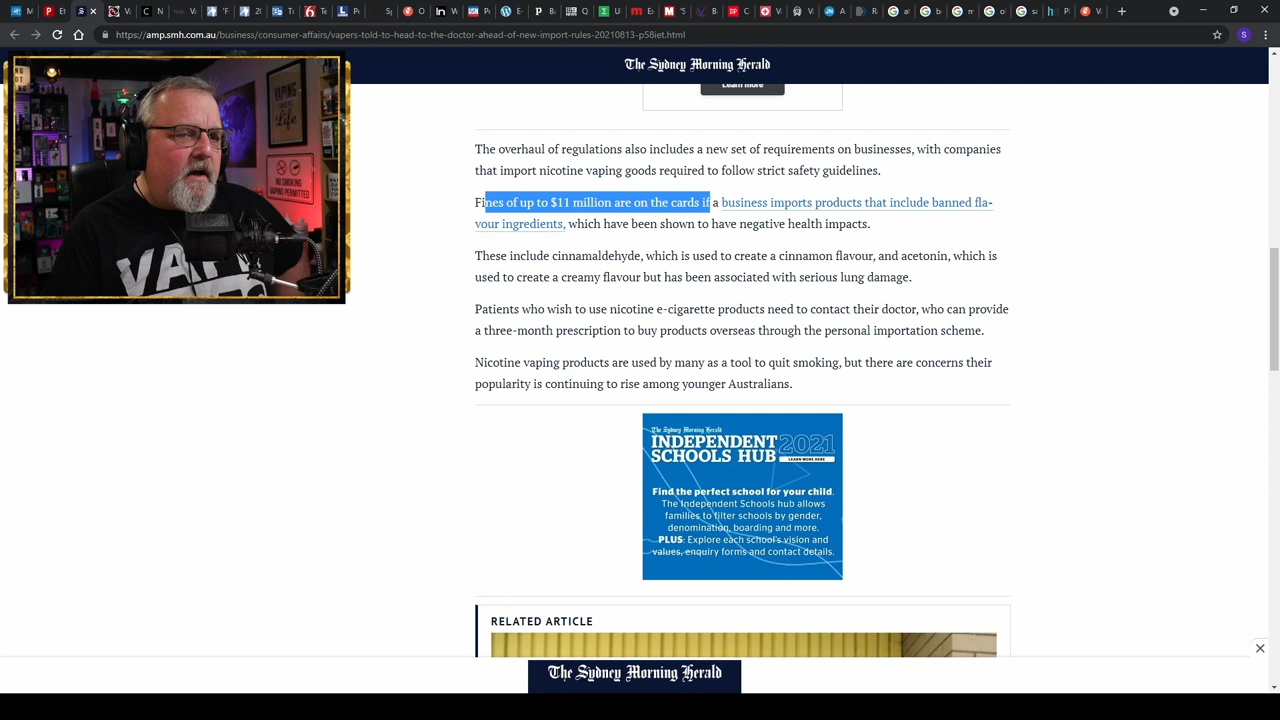 https://amp.smh.com.au/business/consumer-affairs/vapers-told-to-head-to-the-doctor-ahead-of-new-import-rules-20210813-p58iet.html
The Sydney Morning Herald
Learn more
VAPING
Life
NO SMOKING
VAPING PERMITTED
The overhaul of regulations also includes a new set of requirements on businesses, with companies
that import nicotine vaping goods required to follow strict safety guidelines.
Fines of up to $11 million are on the cards if a business imports products that include banned fla-
vour ingredients, which have been shown to have negative health impacts.
These include cinnamaldehyde, which is used to create a cinnamon flavour, and acetonin, which is
used to create a creamy flavour but has been associated with serious lung damage.
Patients who wish to use nicotine e-cigarette products need to contact their doctor, who can provide
a three-month prescription to buy products overseas through the personal importation scheme.
Nicotine vaping products are used by many as a tool to quit smoking, but there are concerns their
popularity is continuing to rise among younger Australians.
The Sydney Morning Herald
INDEPENDENT 2021
SCHOOLS HUB LEARN MORE HERE
Find the perfect school for your child.
The Independent Schools hub allows
families to filter schools by gender,
denomination, boarding and more.
PLUS: Explore each school's vision and
values, enquiry forms and contact details.
RELATED ARTICLE
The Sydney Morning Herald